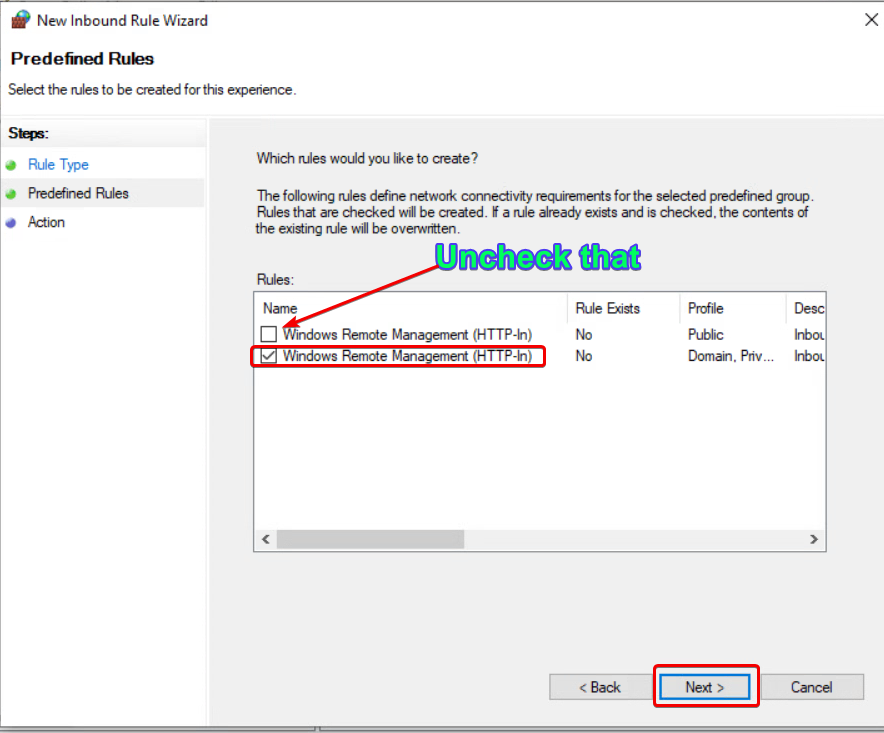 New Inbound Rule Wizard
Predefined Rules
Select the rules to be created for this experience.
Steps:
Rule Type
Predefined Rules
Action
Which rules would you like to create?
The following rules define network connectivity requirements for the selected predefined group.
Rules that are checked will be created. If a rule already exists and is checked, the contents of
the existing rule will be overwritten.
Uncheck that
Rules:
Name Rule Exists Profile Desc
Windows Remote Management (HTTP-In) No Public Inbou
Windows Remote Management (HTTP-In) No Domain, Priv... Inbou
< Back Next > Cancel